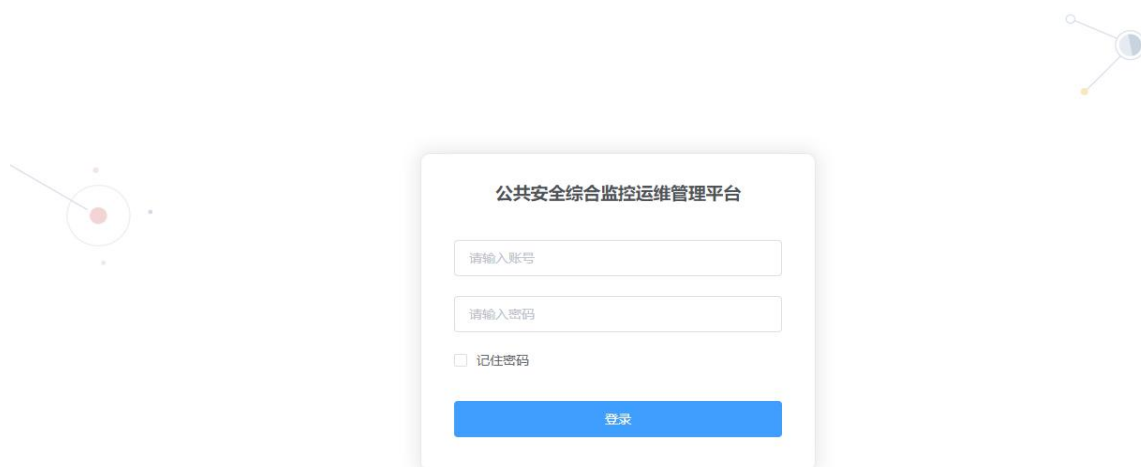 公共安全综合监控运维管理平台
请输入账号
请输入密码
记住密码
登录